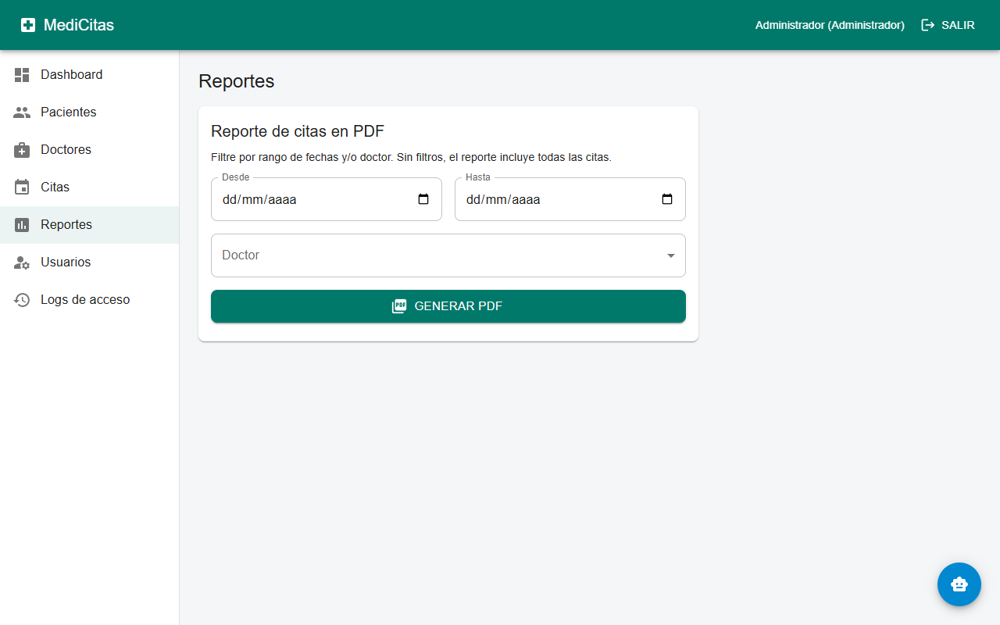 MediCitas
Administrador (Administrador)
SALIR
Dashboard
Pacientes
Doctores
Citas
Reportes
Usuarios
Logs de acceso
Reportes
Reporte de citas en PDF
Filtre por rango de fechas y/o doctor. Sin filtros, el reporte incluye todas las citas.
Desde
dd/mm/aaaa
Hasta
dd/mm/aaaa
Doctor
PDF
GENERAR PDF